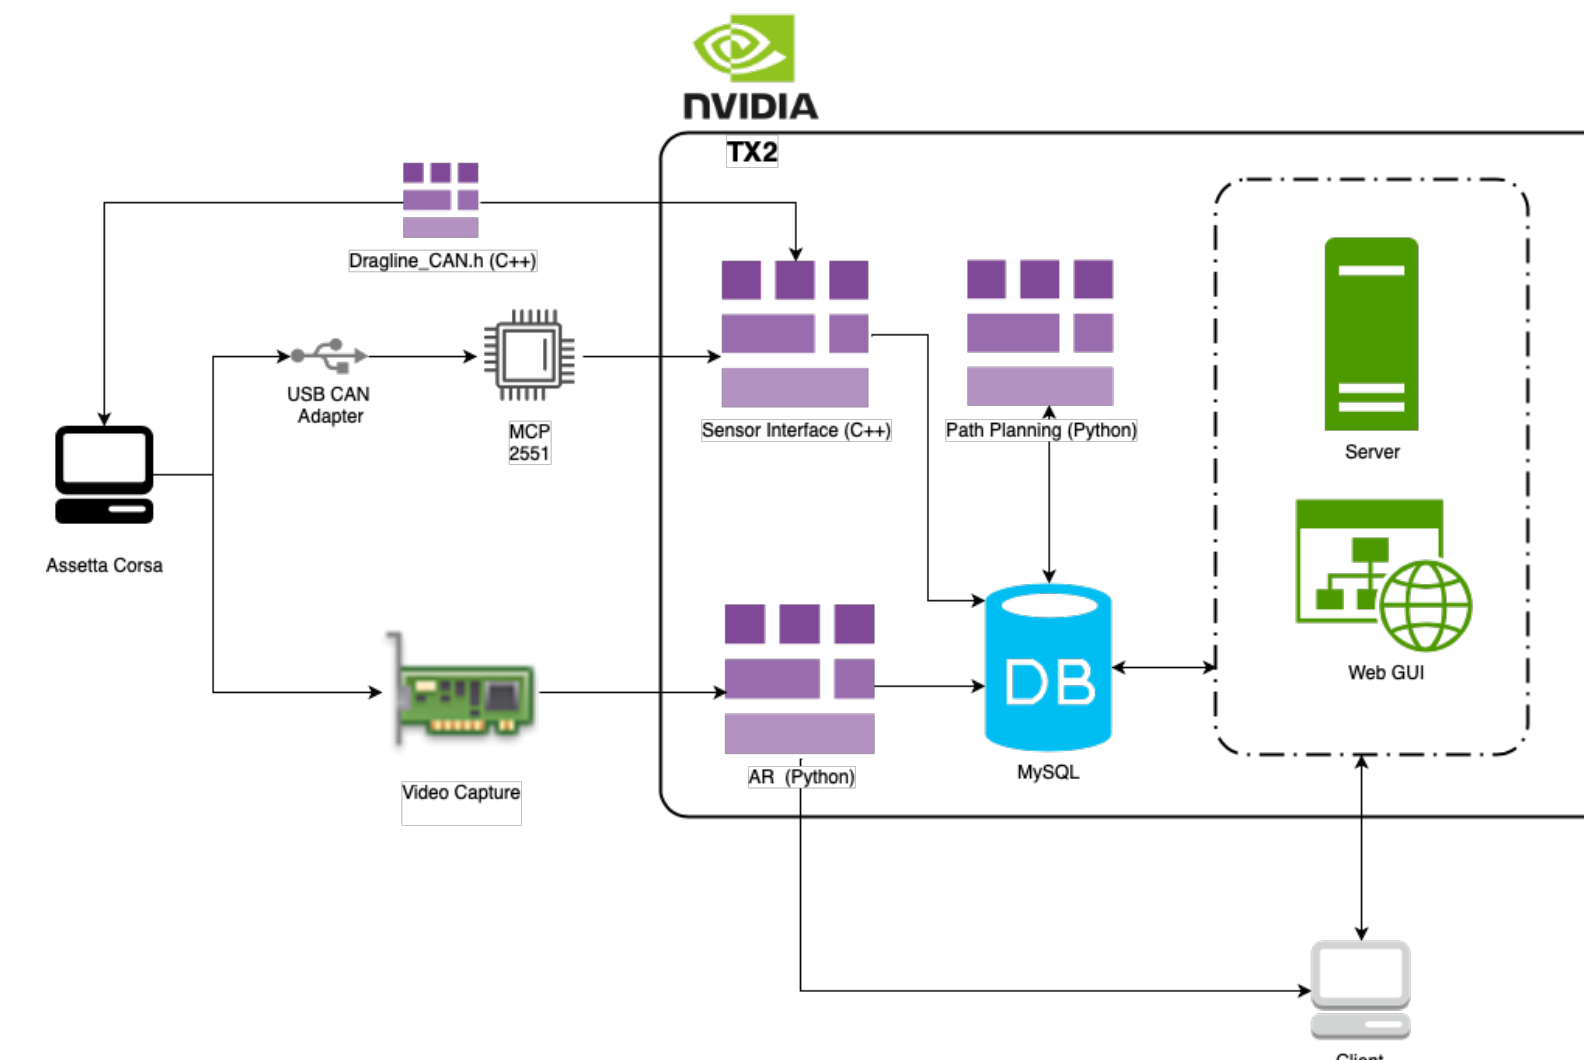 NVIDIA
TX2
Dragline_CAN.h (C++)
USB CAN
Adapter
MCP
2551
Sensor Interface (C++)
Path Planning (Python)
Server
Assetta Corsa
Web GUI
DB
MySQL
AR (Python)
Video Capture
Client